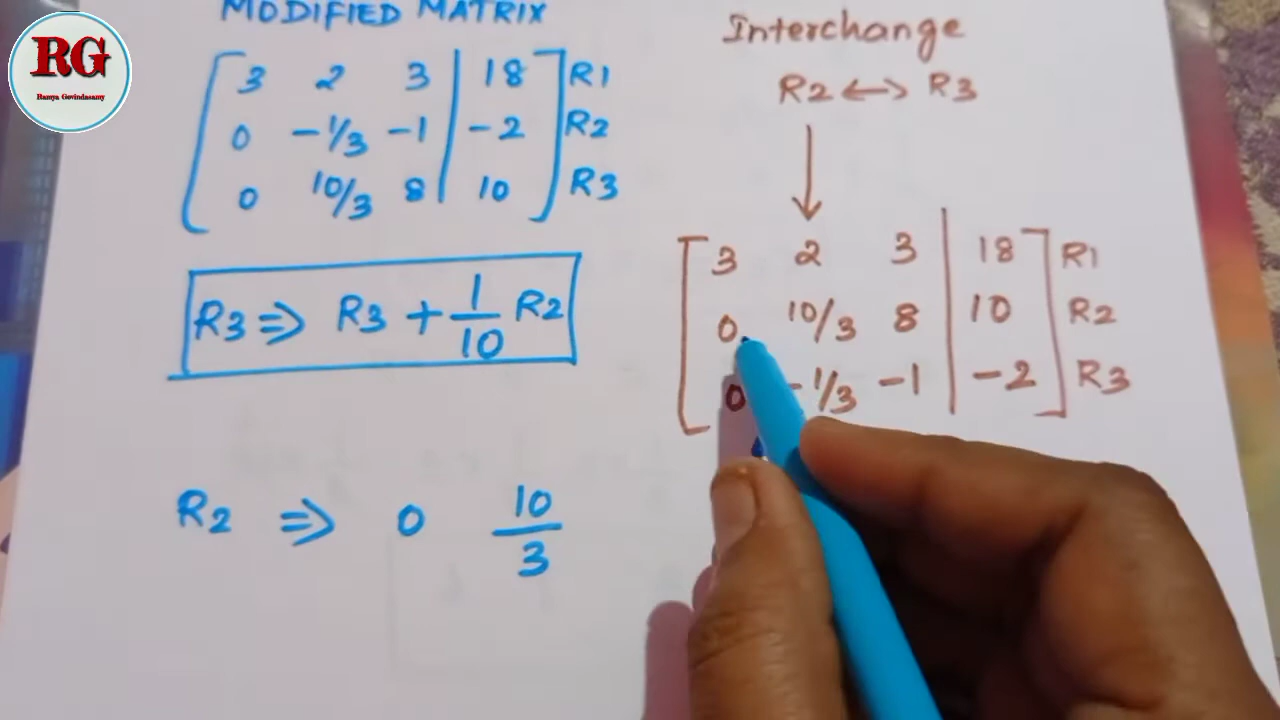 RG
Ramya Govindasamy
MODIFIED MATRIX
3 2 3 | 18 R1
0 -1/3 -1 | -2 R2
0 10/3 8 | 10 R3
R3 ⇒ R3 + 1/10 R2
R2 ⇒ 0 10/3
Interchange
R2 ↔ R3
3 2 3 | 18 R1
0 10/3 8 | 10 R2
0 -1/3 -1 | -2 R3